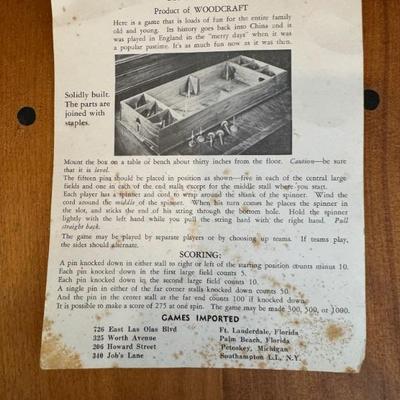 Product of WOODCRAFT
Here is a game that is loads of fun for the entire family
old and young. Its history goes back into China and it
was played in England in the "merry days" when it was
a popular pastime. It's as much fun now as it was then.
Solidly built.
The parts are
joined with
staples.
Mount the box on a table or bench about thirty inches from the floor. Caution—be sure
that it is level.
The fifteen pins should be placed in position as shown—five in each of the central large
fields and one in each of the end stalls except for the middle stall where you start.
Each player has a spinner and cord, to wrap around the shank of the spinner. Wind the
cord around the middle of the spinner. When his turn comes he places the spinner
in the slot, and sticks the end of his string through the bottom hole. Hold the spinner
lightly with the left hand while you pull the string hard with the right hand. Pull
straight back.
The game may be played by separate players or by choosing up teams. If teams play,
the sides should alternate.
SCORING:
A pin knocked down in either stall to right or left of the starting position counts minus 10.
Each pin knocked down in the first large field counts 5.
Each pin knocked down in the second large field counts 10.
A single pin in either of the far corner stalls knocked down counts 50.
And the pin in the center stall at the far end counts 100 if knocked down.
It is possible to make a score of 275 at one spin. The game may be made 300, 500, or 1000.
GAMES IMPORTED
726 East Las Olas Blvd Ft. Lauderdale, Florida
325 Worth Avenue Palm Beach, Florida
206 Howard Street Petoskey, Michigan
340 Job's Lane Southampton L.I., N.Y.